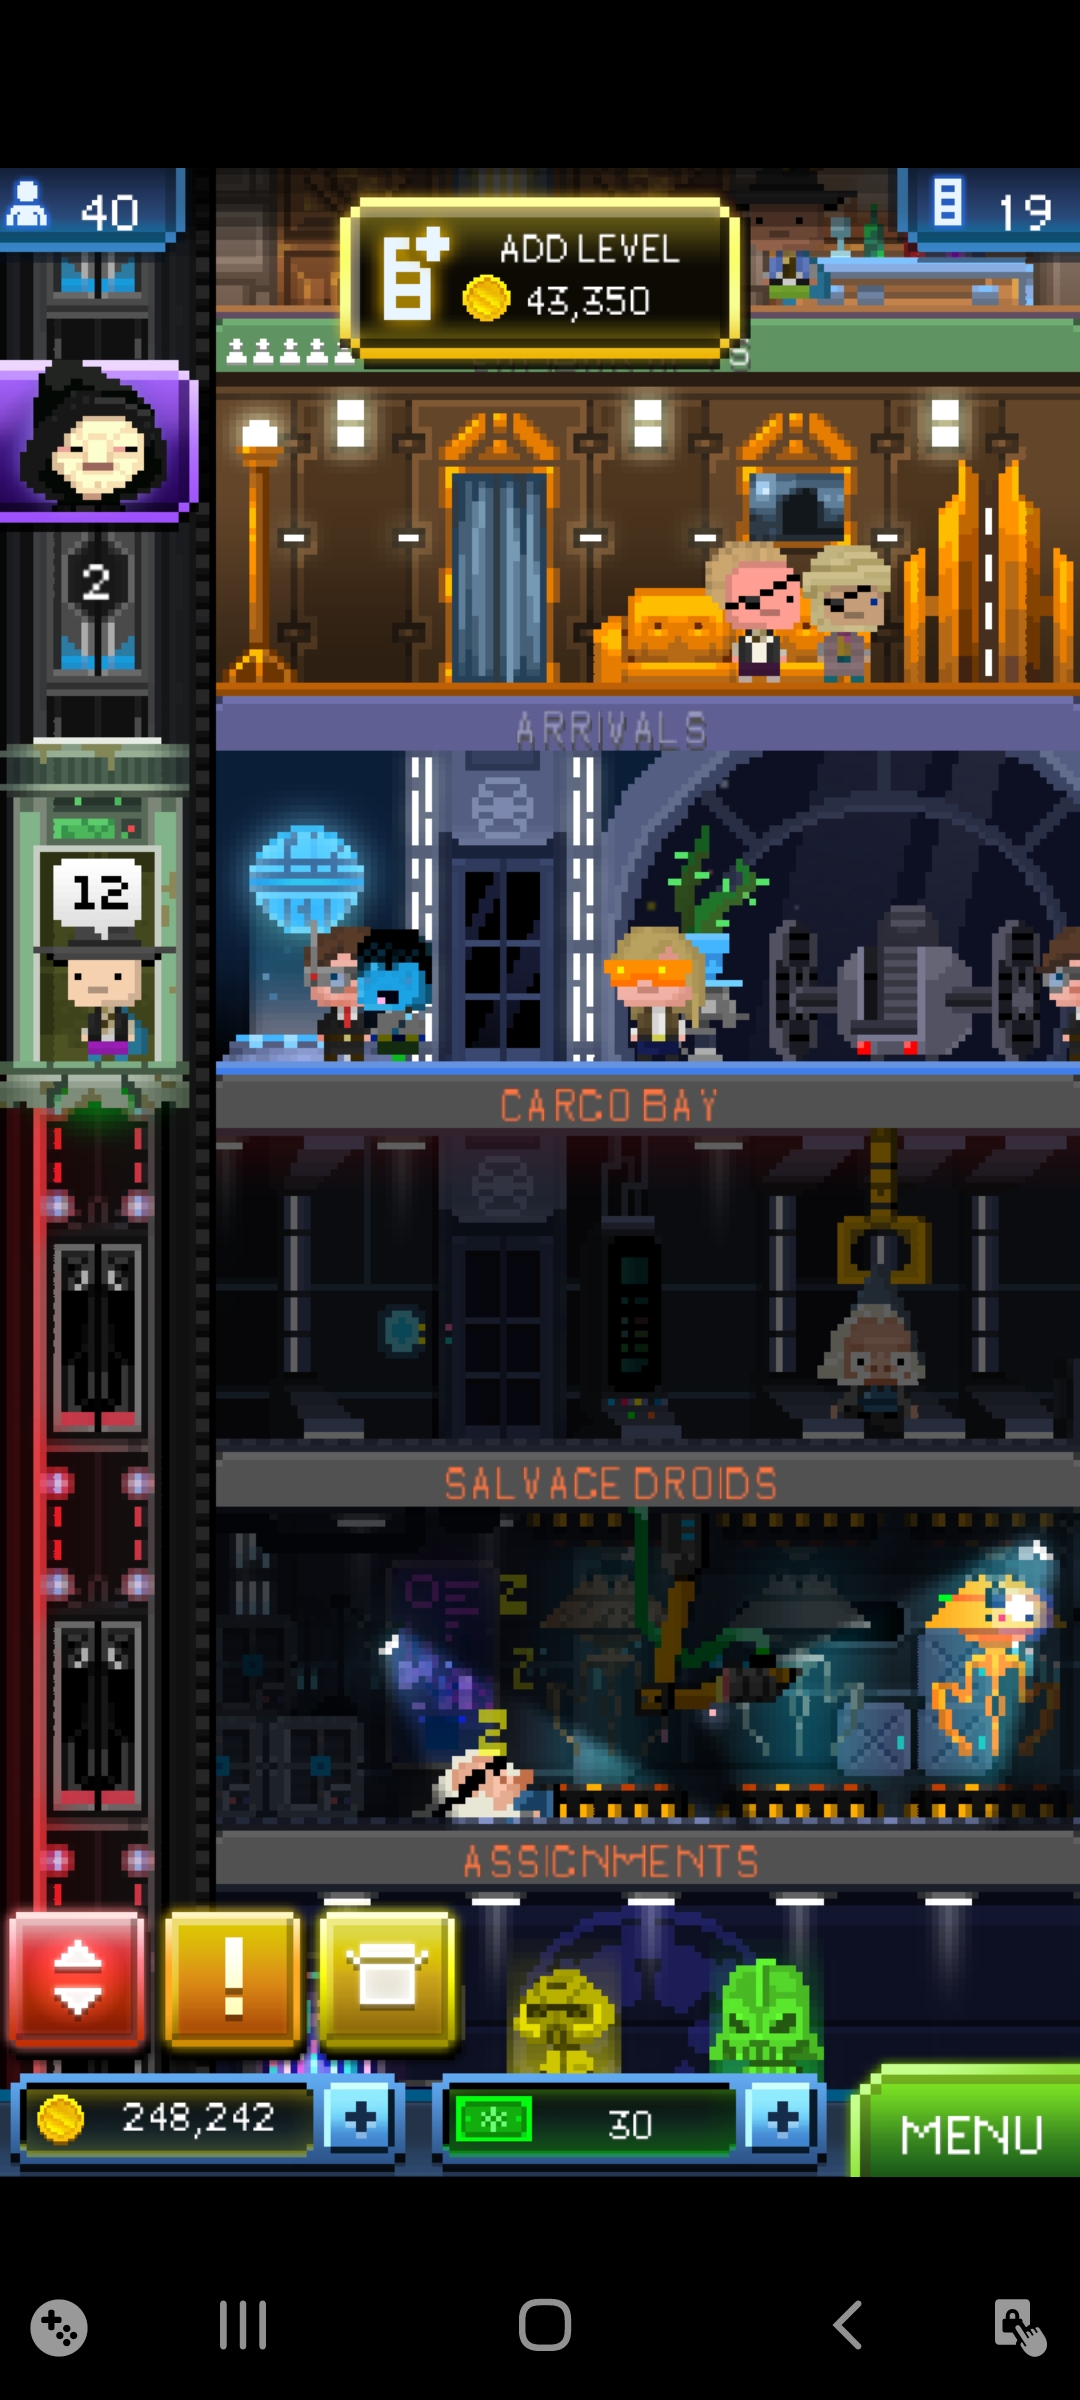 40
ADD LEVEL
43,350
19
S
2
ARRIVALS
12
CARGO BAY
SALVAGE DROIDS
Z
Z
Z
ASSIGNMENTS
!
248,242
+
30
+
MENU